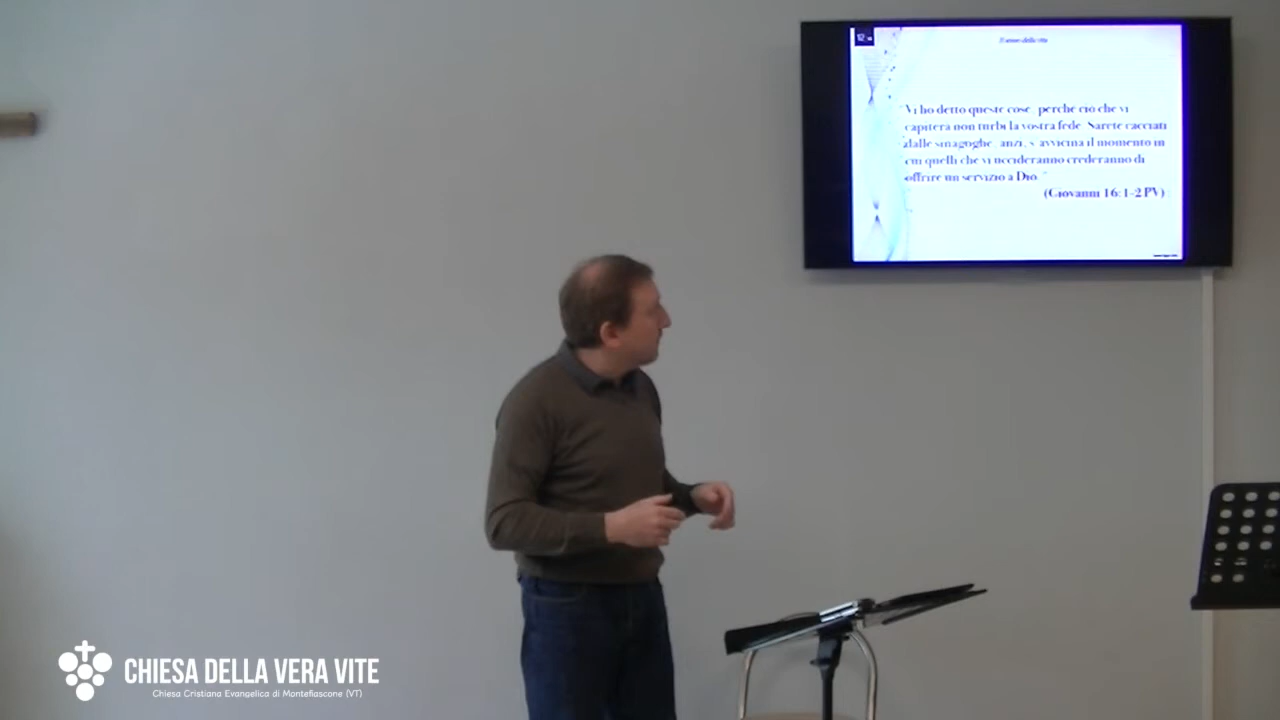 Vi ho detto queste cose, perché ciò che vi
capiterà non turbi la vostra fede. Sarete cacciati
dalle sinagoghe, anzi, s'avvicina il momento in
cui quelli che vi uccideranno crederanno di
offrire un servizio a Dio."
(Giovanni 16:1-2 PV)
CHIESA DELLA VERA VITE
Chiesa Cristiana Evangelica di Montefiascone (VT)